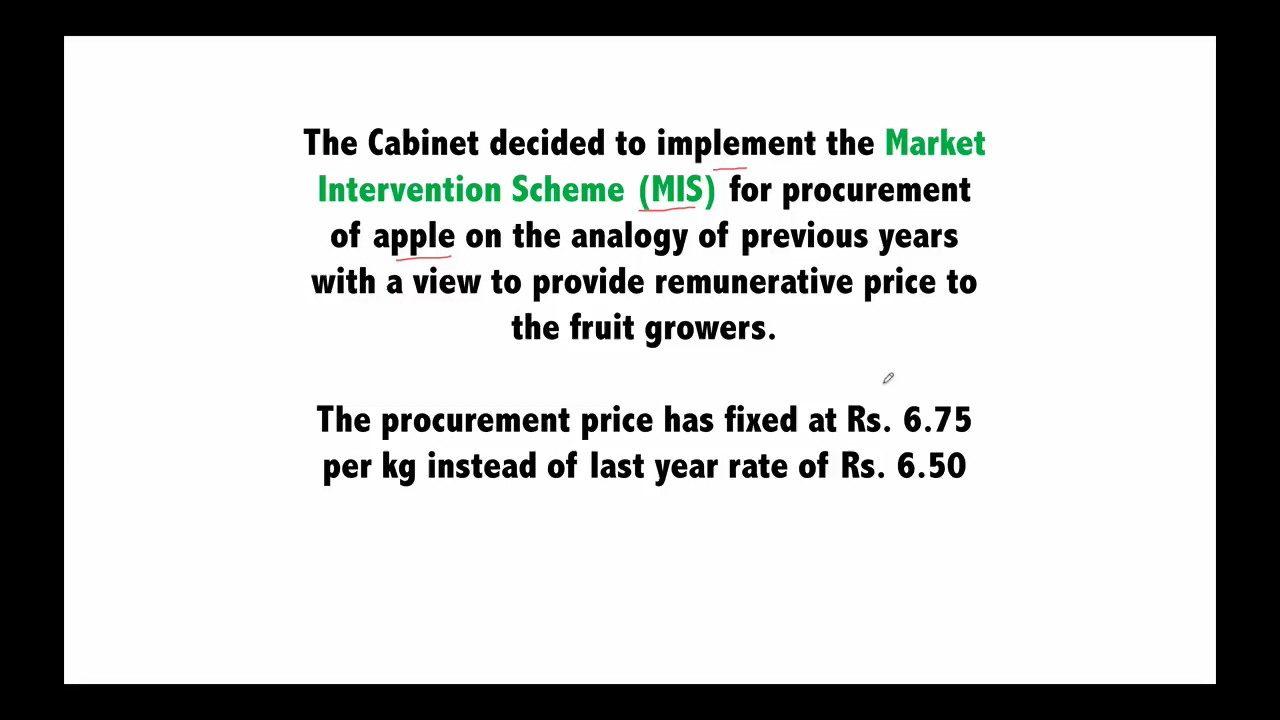 The Cabinet decided to implement the Market
Intervention Scheme (MIS) for procurement
of apple on the analogy of previous years
with a view to provide remunerative price to
the fruit growers.
The procurement price has fixed at Rs. 6.75
per kg instead of last year rate of Rs. 6.50